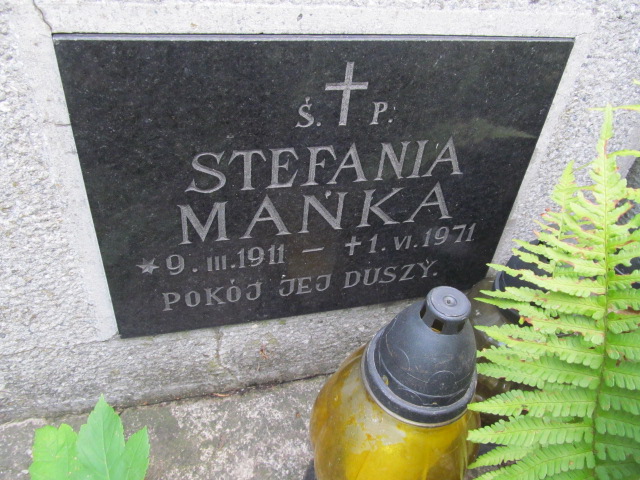 Ś. P.
STEFANIA
MAŃKA
*9.III.1911 – +1.VI.1971
POKÓJ JEJ DUSZY.